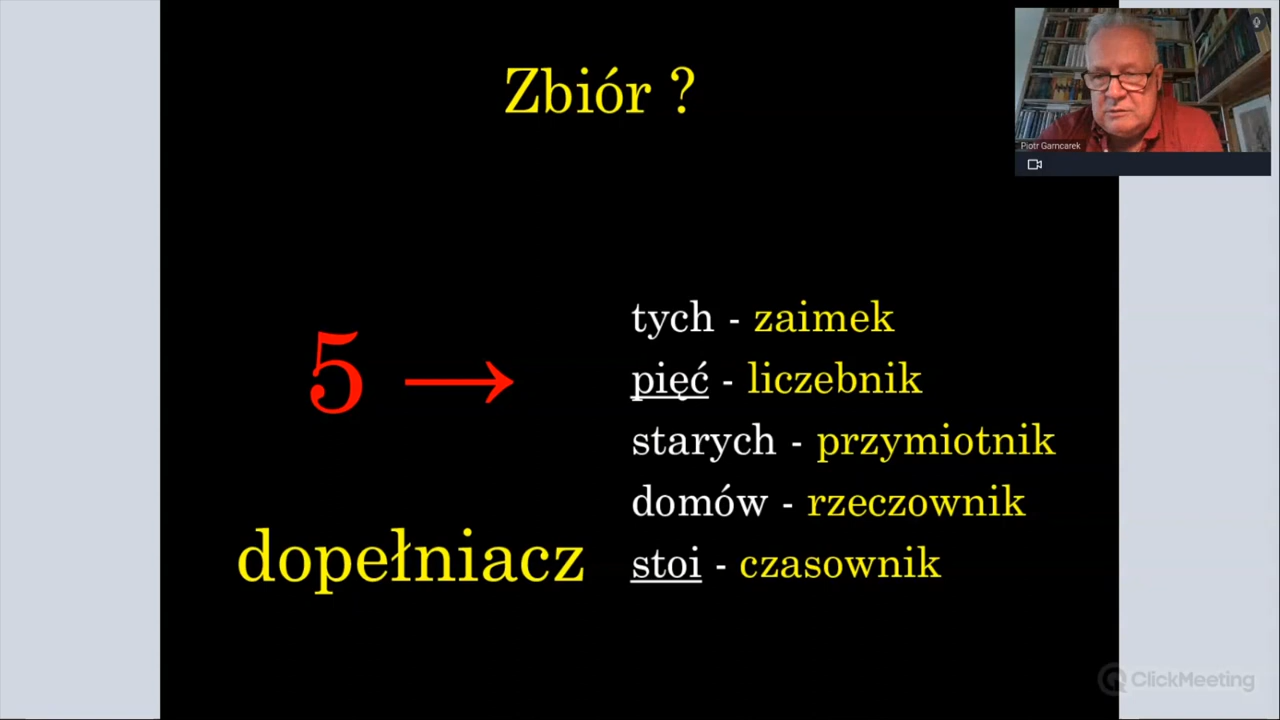 Zbiór ?
Piotr Garncarek
5 →
tych - zaimek
pięć - liczebnik
starych - przymiotnik
domów - rzeczownik
stoi - czasownik
dopełniacz
ClickMeeting